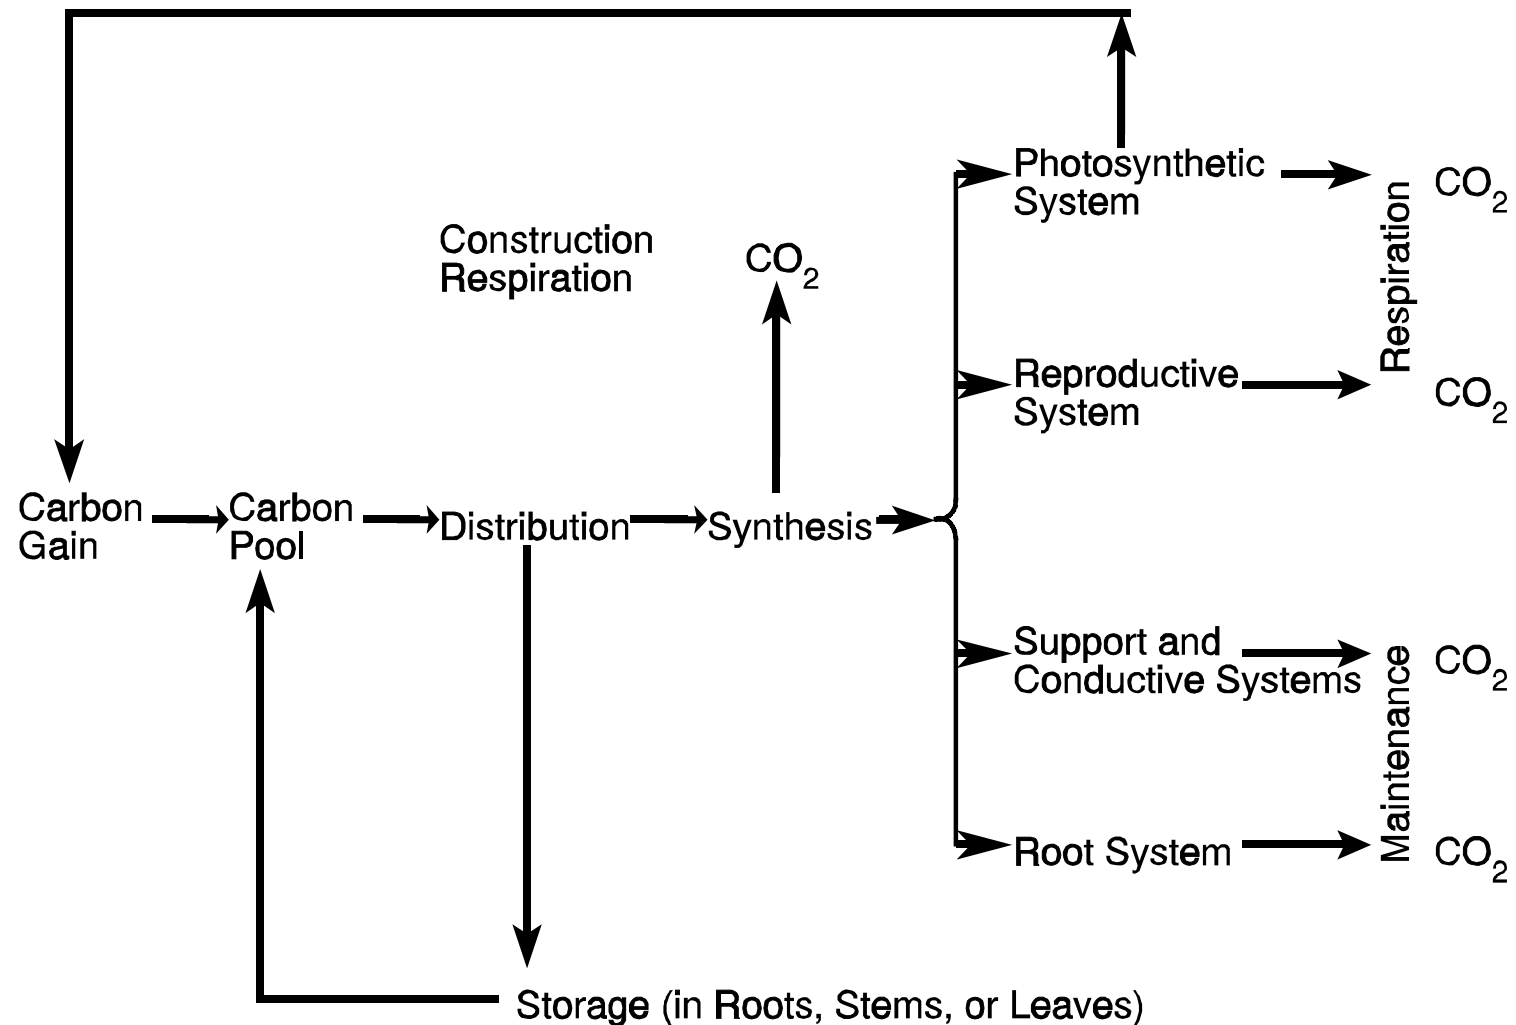 Photosynthetic
System
CO2
Respiration
Construction
Respiration
CO2
Reproductive
System
CO2
Carbon
Gain
Carbon
Pool
Distribution
Synthesis
Support and
Conductive Systems
CO2
Maintenance
Root System
CO2
Storage (in Roots, Stems, or Leaves)